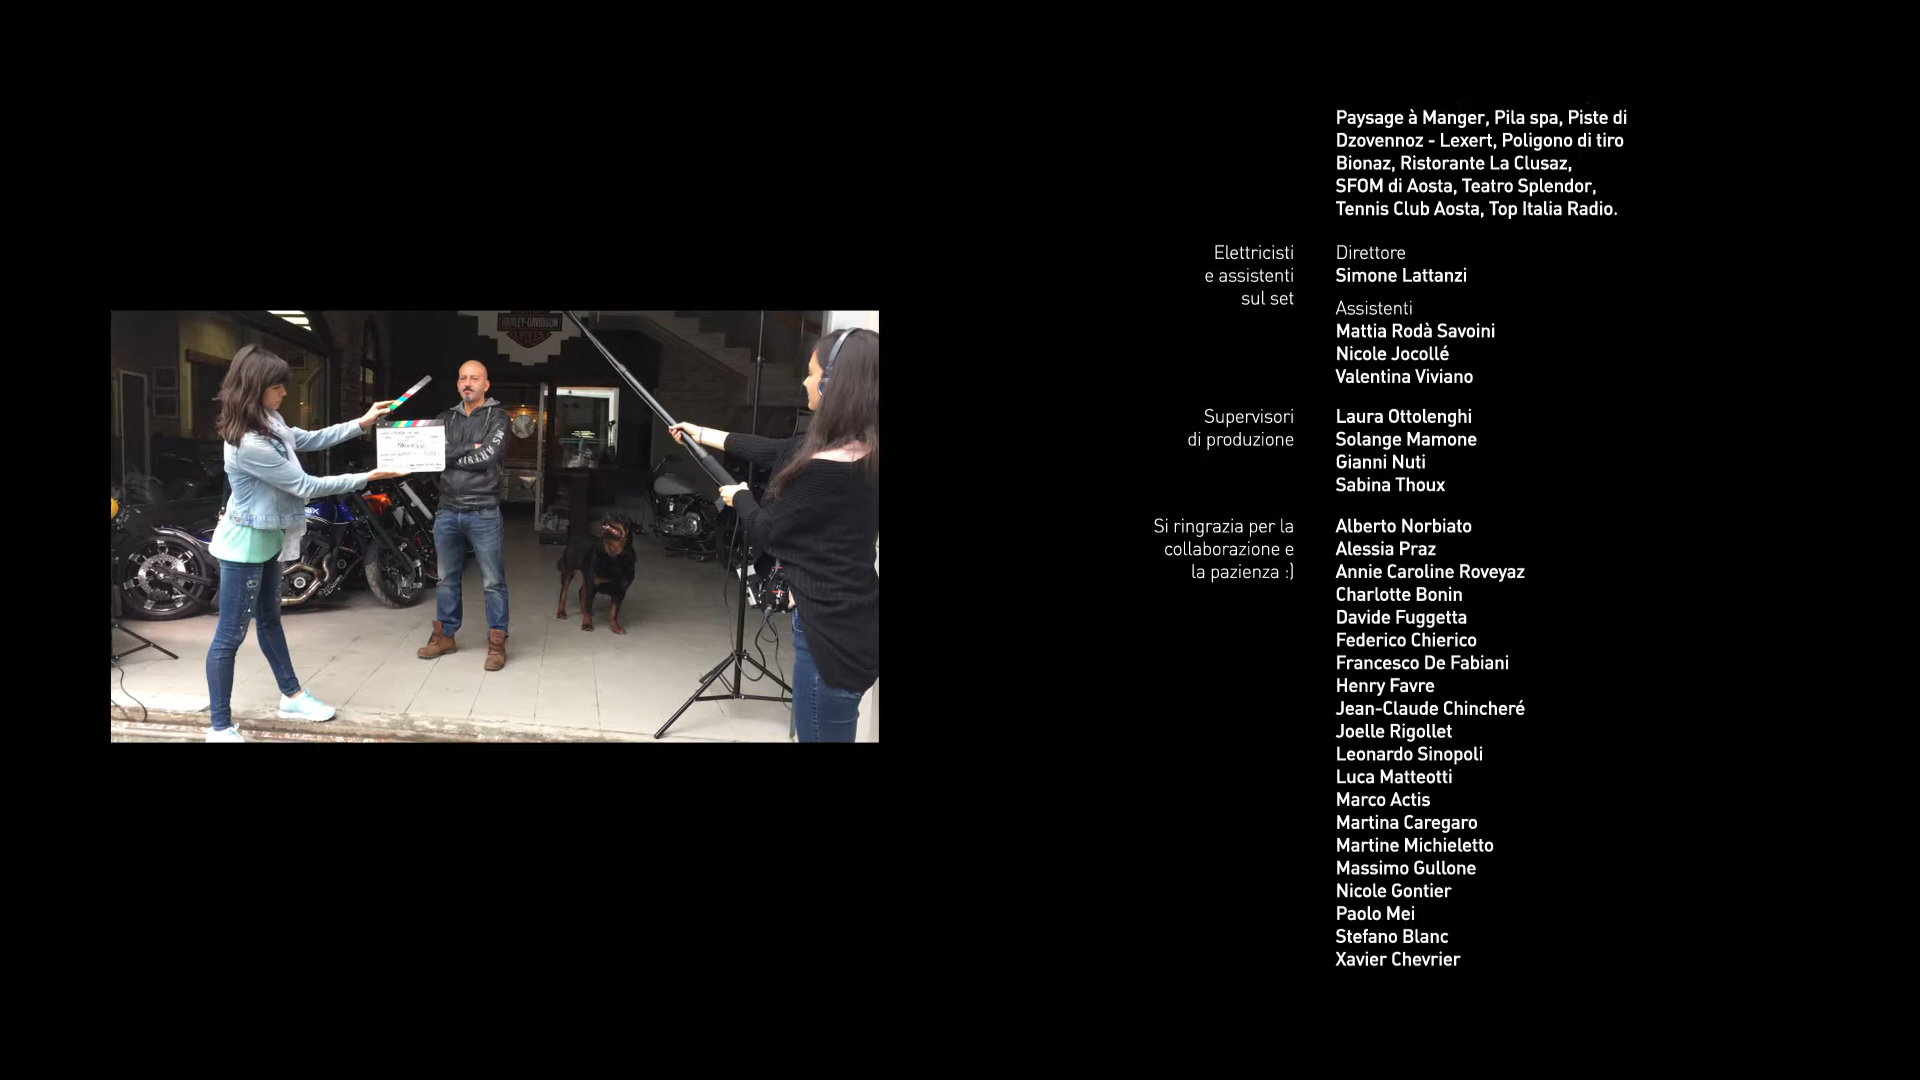 HARLEY-DAVIDSON
Paysage à Manger, Pila spa, Piste di
Dzovennoz - Lexert, Poligono di tiro
Bionaz, Ristorante La Clusaz,
SFOM di Aosta, Teatro Splendor,
Tennis Club Aosta, Top Italia Radio.
Elettricisti
e assistenti
sul set
Direttore
Simone Lattanzi
Assistenti
Mattia Rodà Savoini
Nicole Jocollé
Valentina Viviano
Supervisori
di produzione
Laura Ottolenghi
Solange Mamone
Gianni Nuti
Sabina Thoux
Si ringrazia per la
collaborazione e
la pazienza :)
Alberto Norbiato
Alessia Praz
Annie Caroline Roveyaz
Charlotte Bonin
Davide Fuggetta
Federico Chierico
Francesco De Fabiani
Henry Favre
Jean-Claude Chincheré
Joelle Rigollet
Leonardo Sinopoli
Luca Matteotti
Marco Actis
Martina Caregaro
Martine Michieletto
Massimo Gullone
Nicole Gontier
Paolo Mei
Stefano Blanc
Xavier Chevrier